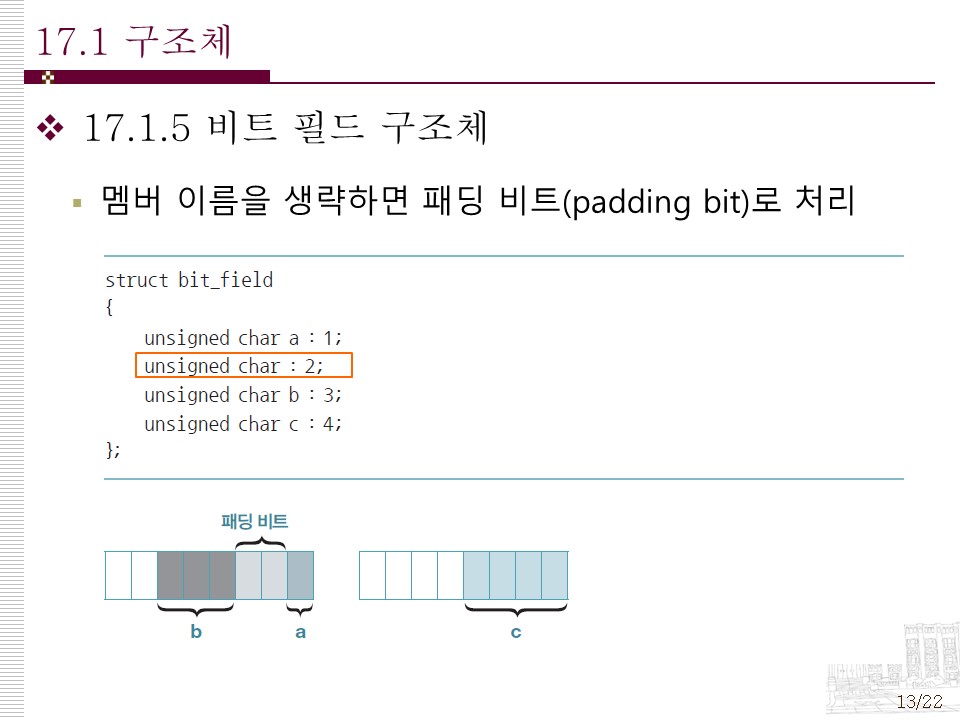 17.1 구조체
17.1.5 비트 필드 구조체
멤버 이름을 생략하면 패딩 비트(padding bit)로 처리
struct bit_field
{
unsigned char a : 1;
unsigned char : 2;
unsigned char b : 3;
unsigned char c : 4;
};
패딩 비트
b a c
13/22